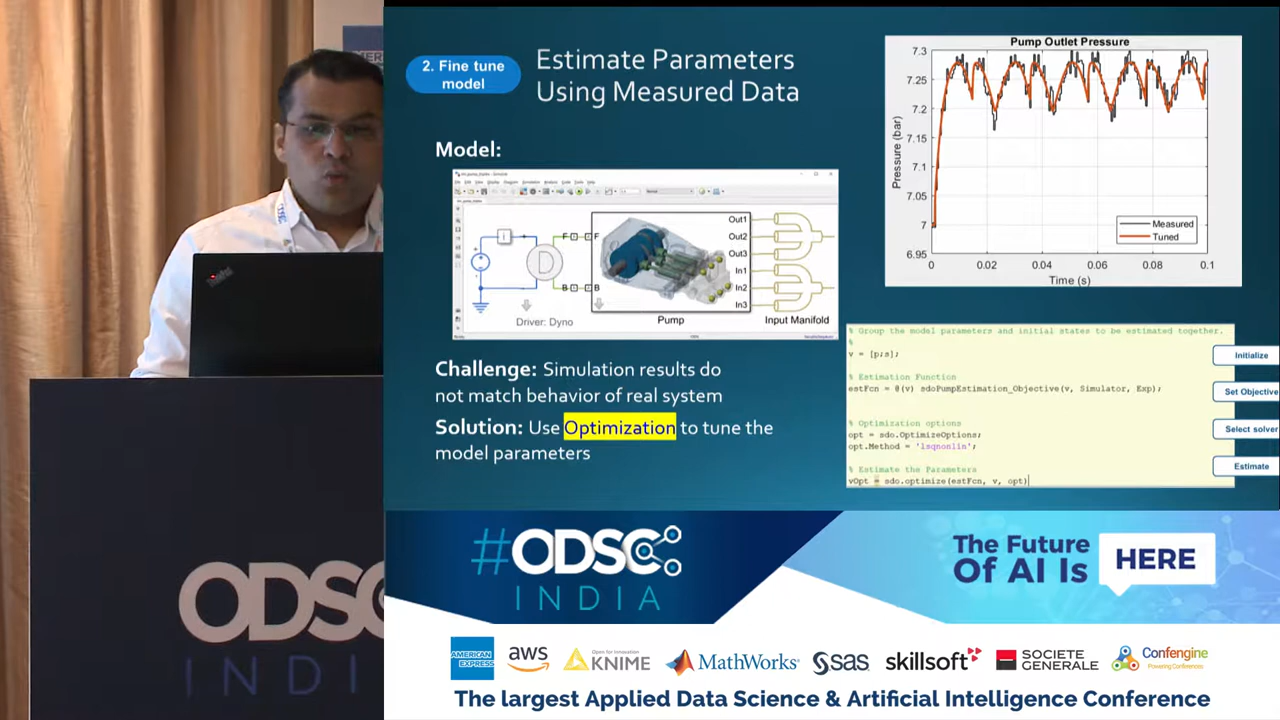 2. Fine tune
model
Estimate Parameters
Using Measured Data
Model:
Out1
Out2
Out3
In1
In2
In3
F
F
B
B
i
D
Driver: Dyno
Pump
Input Manifold
Challenge: Simulation results do
not match behavior of real system
Solution: Use Optimization to tune the
model parameters
Pump Outlet Pressure
Pressure (bar)
7.3
7.25
7.2
7.15
7.1
7.05
7
6.95
Measured
Tuned
0
0.02
0.04
0.06
0.08
0.1
Time (s)
% Group the model parameters and initial states to be estimated together.
%
v = [p;s];
% Estimation Function
estFcn = @(v) sdoPumpEstimation_Objective(v, Simulator, Exp);
% Optimization options
opt = sdo.OptimizeOptions;
opt.Method = 'lsqnonlin';
% Estimate the Parameters
vOpt = sdo.optimize(estFcn, v, opt)
Initialize
Set Objective
Select solver
Estimate
ThinkPad
ODSC
INDIA
#ODSC
INDIA
The Future
Of AI Is
HERE
AMERICAN
EXPRESS
aws
Open for Innovation
KNIME
MathWorks
sas
skillsoft
SOCIETE
GENERALE
Confengine
Powering Conferences
The largest Applied Data Science & Artificial Intelligence Conference